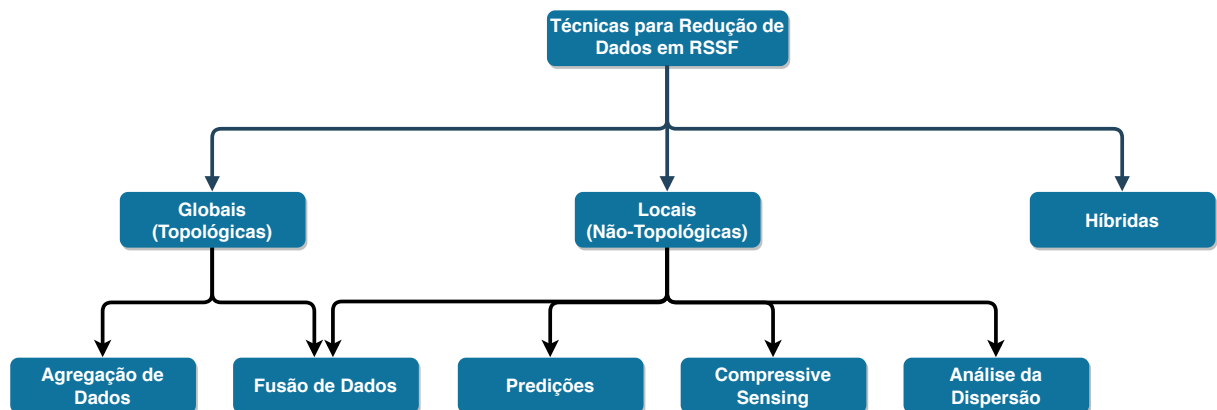 Técnicas para Redução de
Dados em RSSF
Globais
(Topológicas)
Locais
(Não-Topológicas)
Híbridas
Agregação de
Dados
Fusão de Dados
Predições
Compressive
Sensing
Análise da
Dispersão